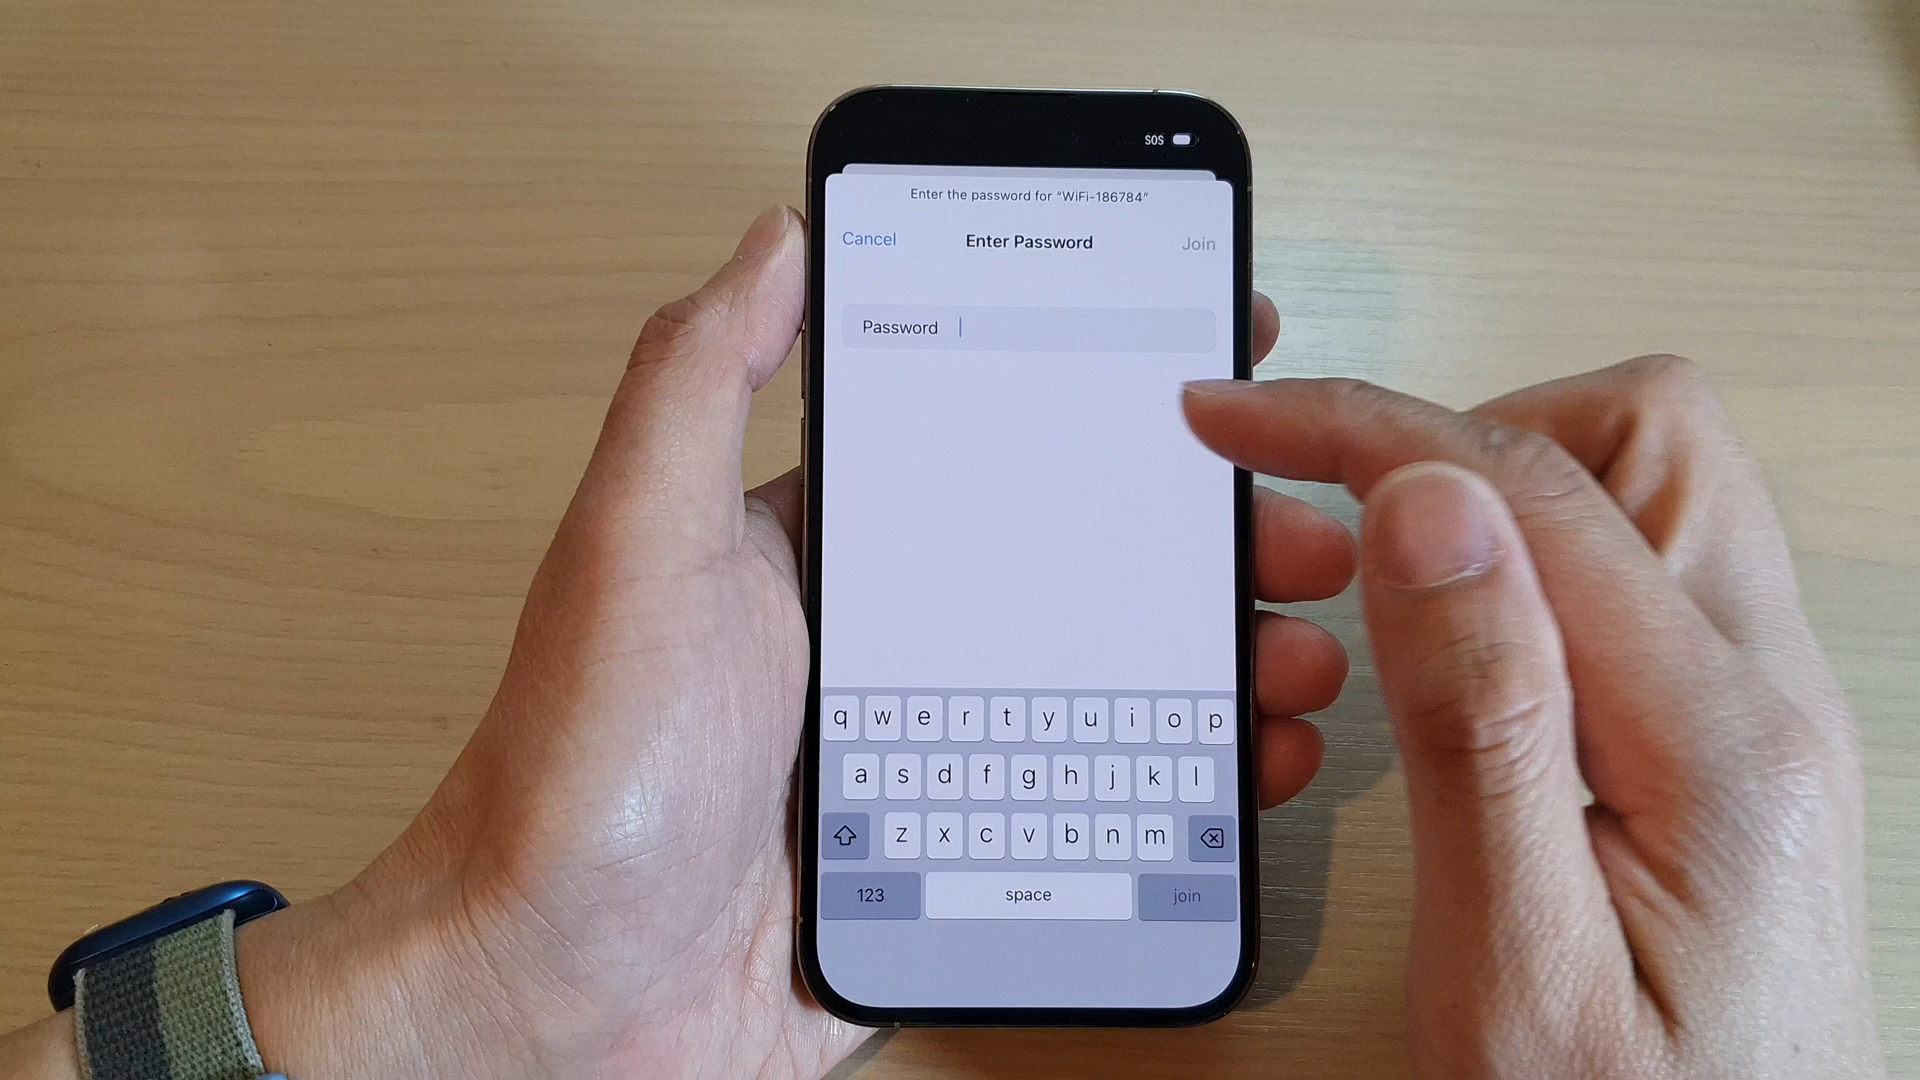 SOS
Enter the password for “WiFi-186784”
Cancel Enter Password Join
Password
q w e r t y u i o p
a s d f g h j k l
z x c v b n m
123 space join